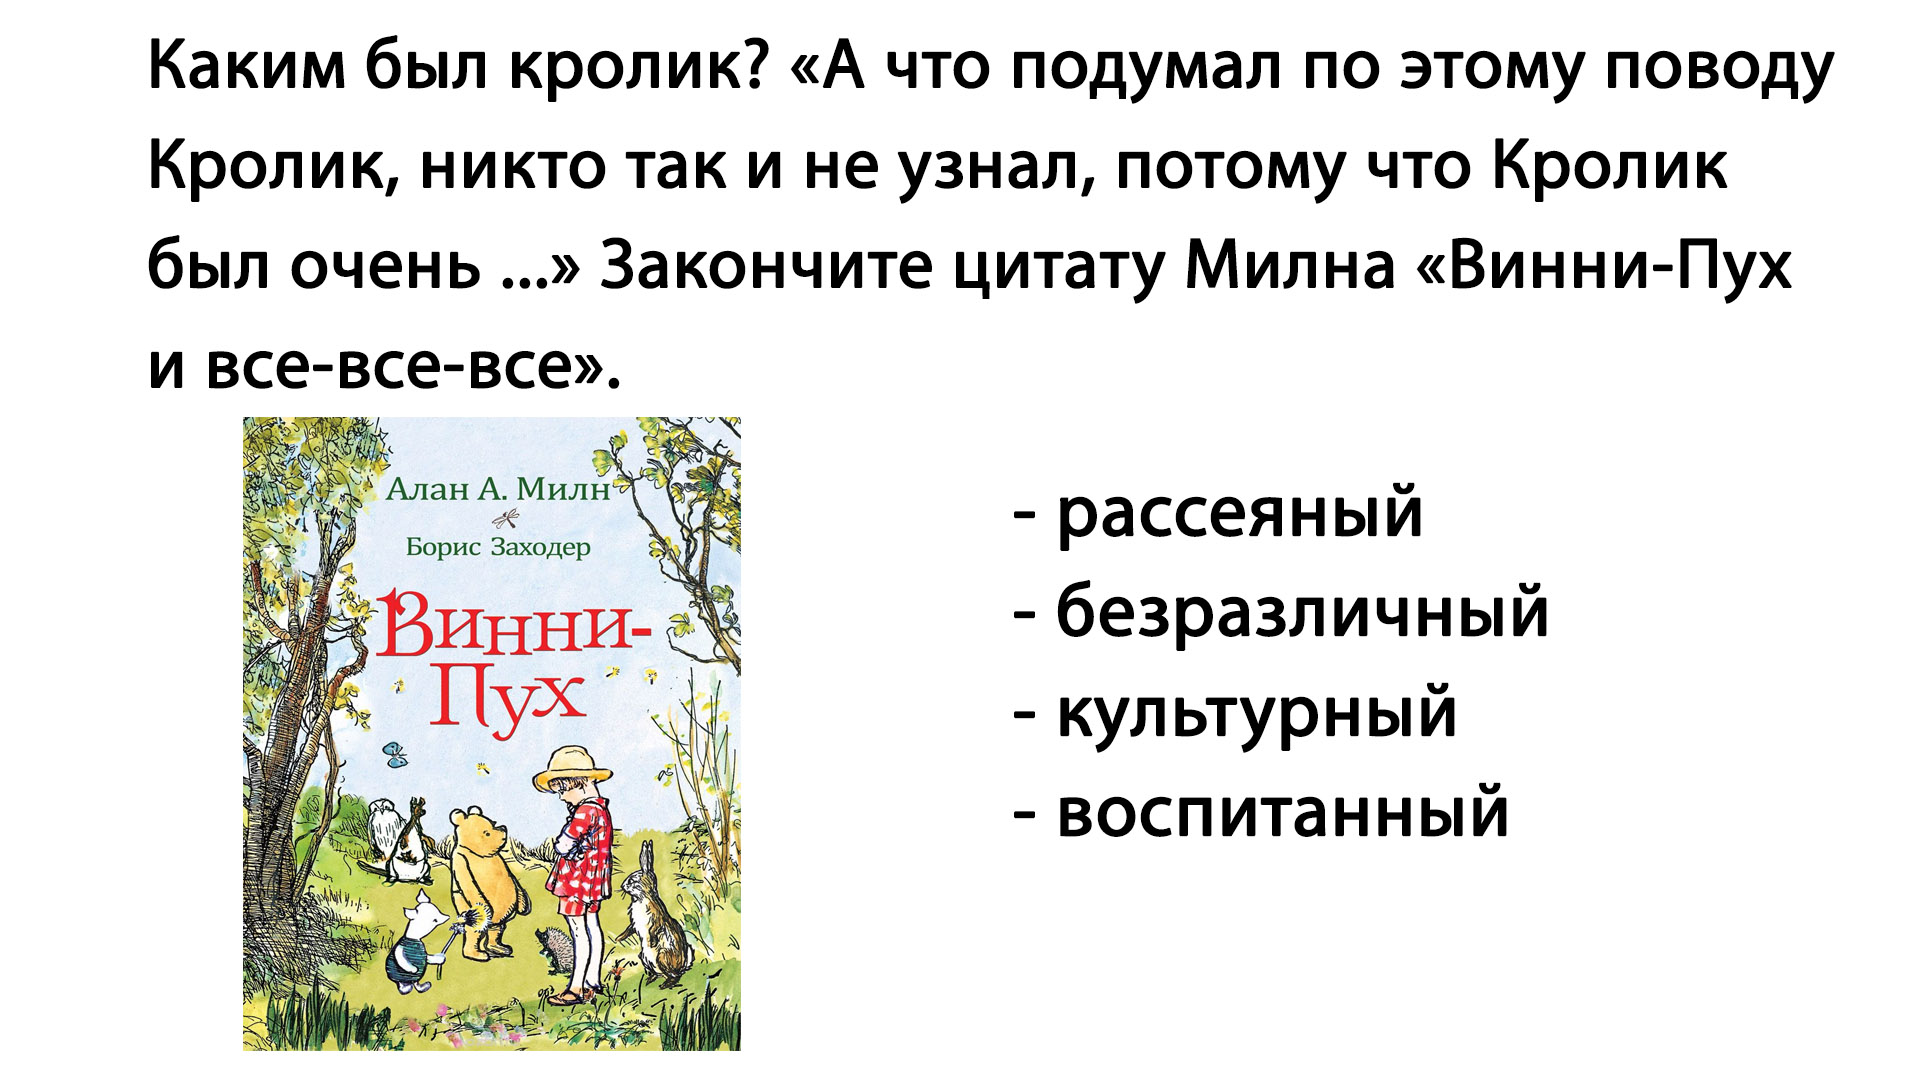 Каким был кролик? «А что подумал по этому поводу
Кролик, никто так и не узнал, потому что Кролик
был очень ...» Закончите цитату Милна «Винни-Пух
и все-все-все».
Алан А. Милн
Борис Заходер
Винни-
Пух
- рассеяный
- безразличный
- культурный
- воспитанный